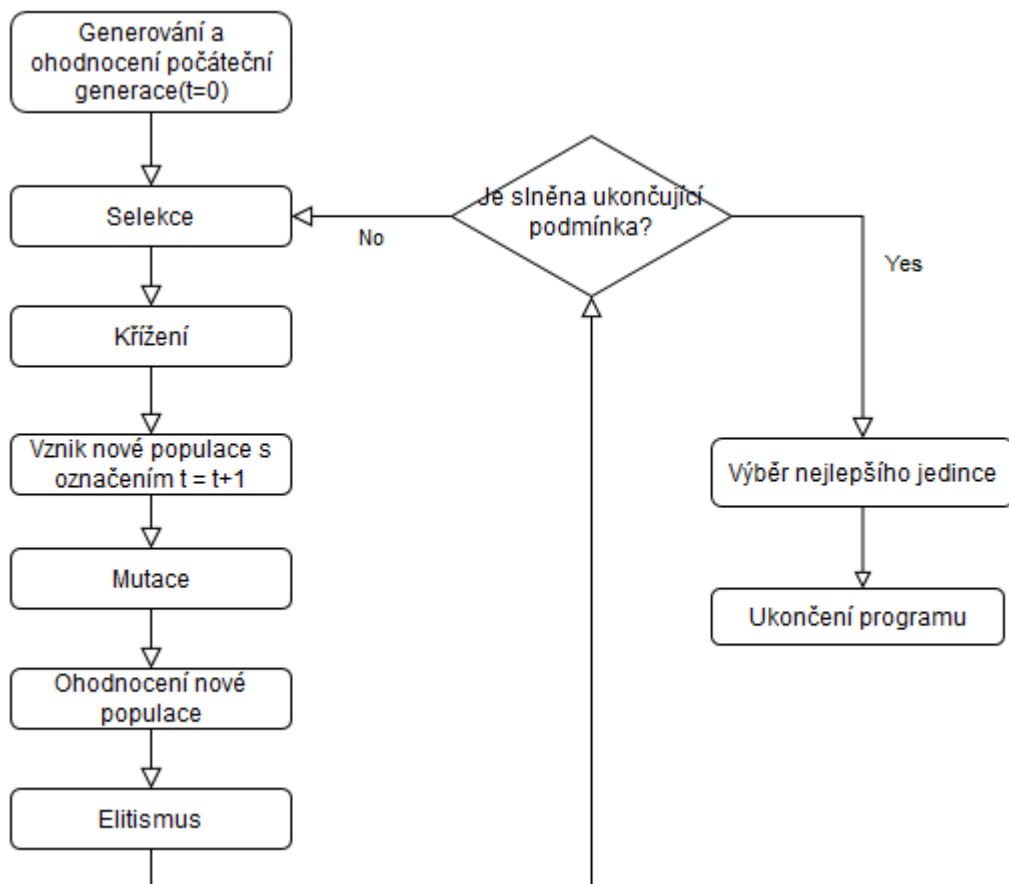 Generování a
ohodnocení počáteční
generace(t=0)
Selekce
Křížení
Vznik nové populace s
označením t = t+1
Mutace
Ohodnocení nové
populace
Elitismus
Je slněna ukončující
podmínka?
No
Yes
Výběr nejlepšího jedince
Ukončení programu